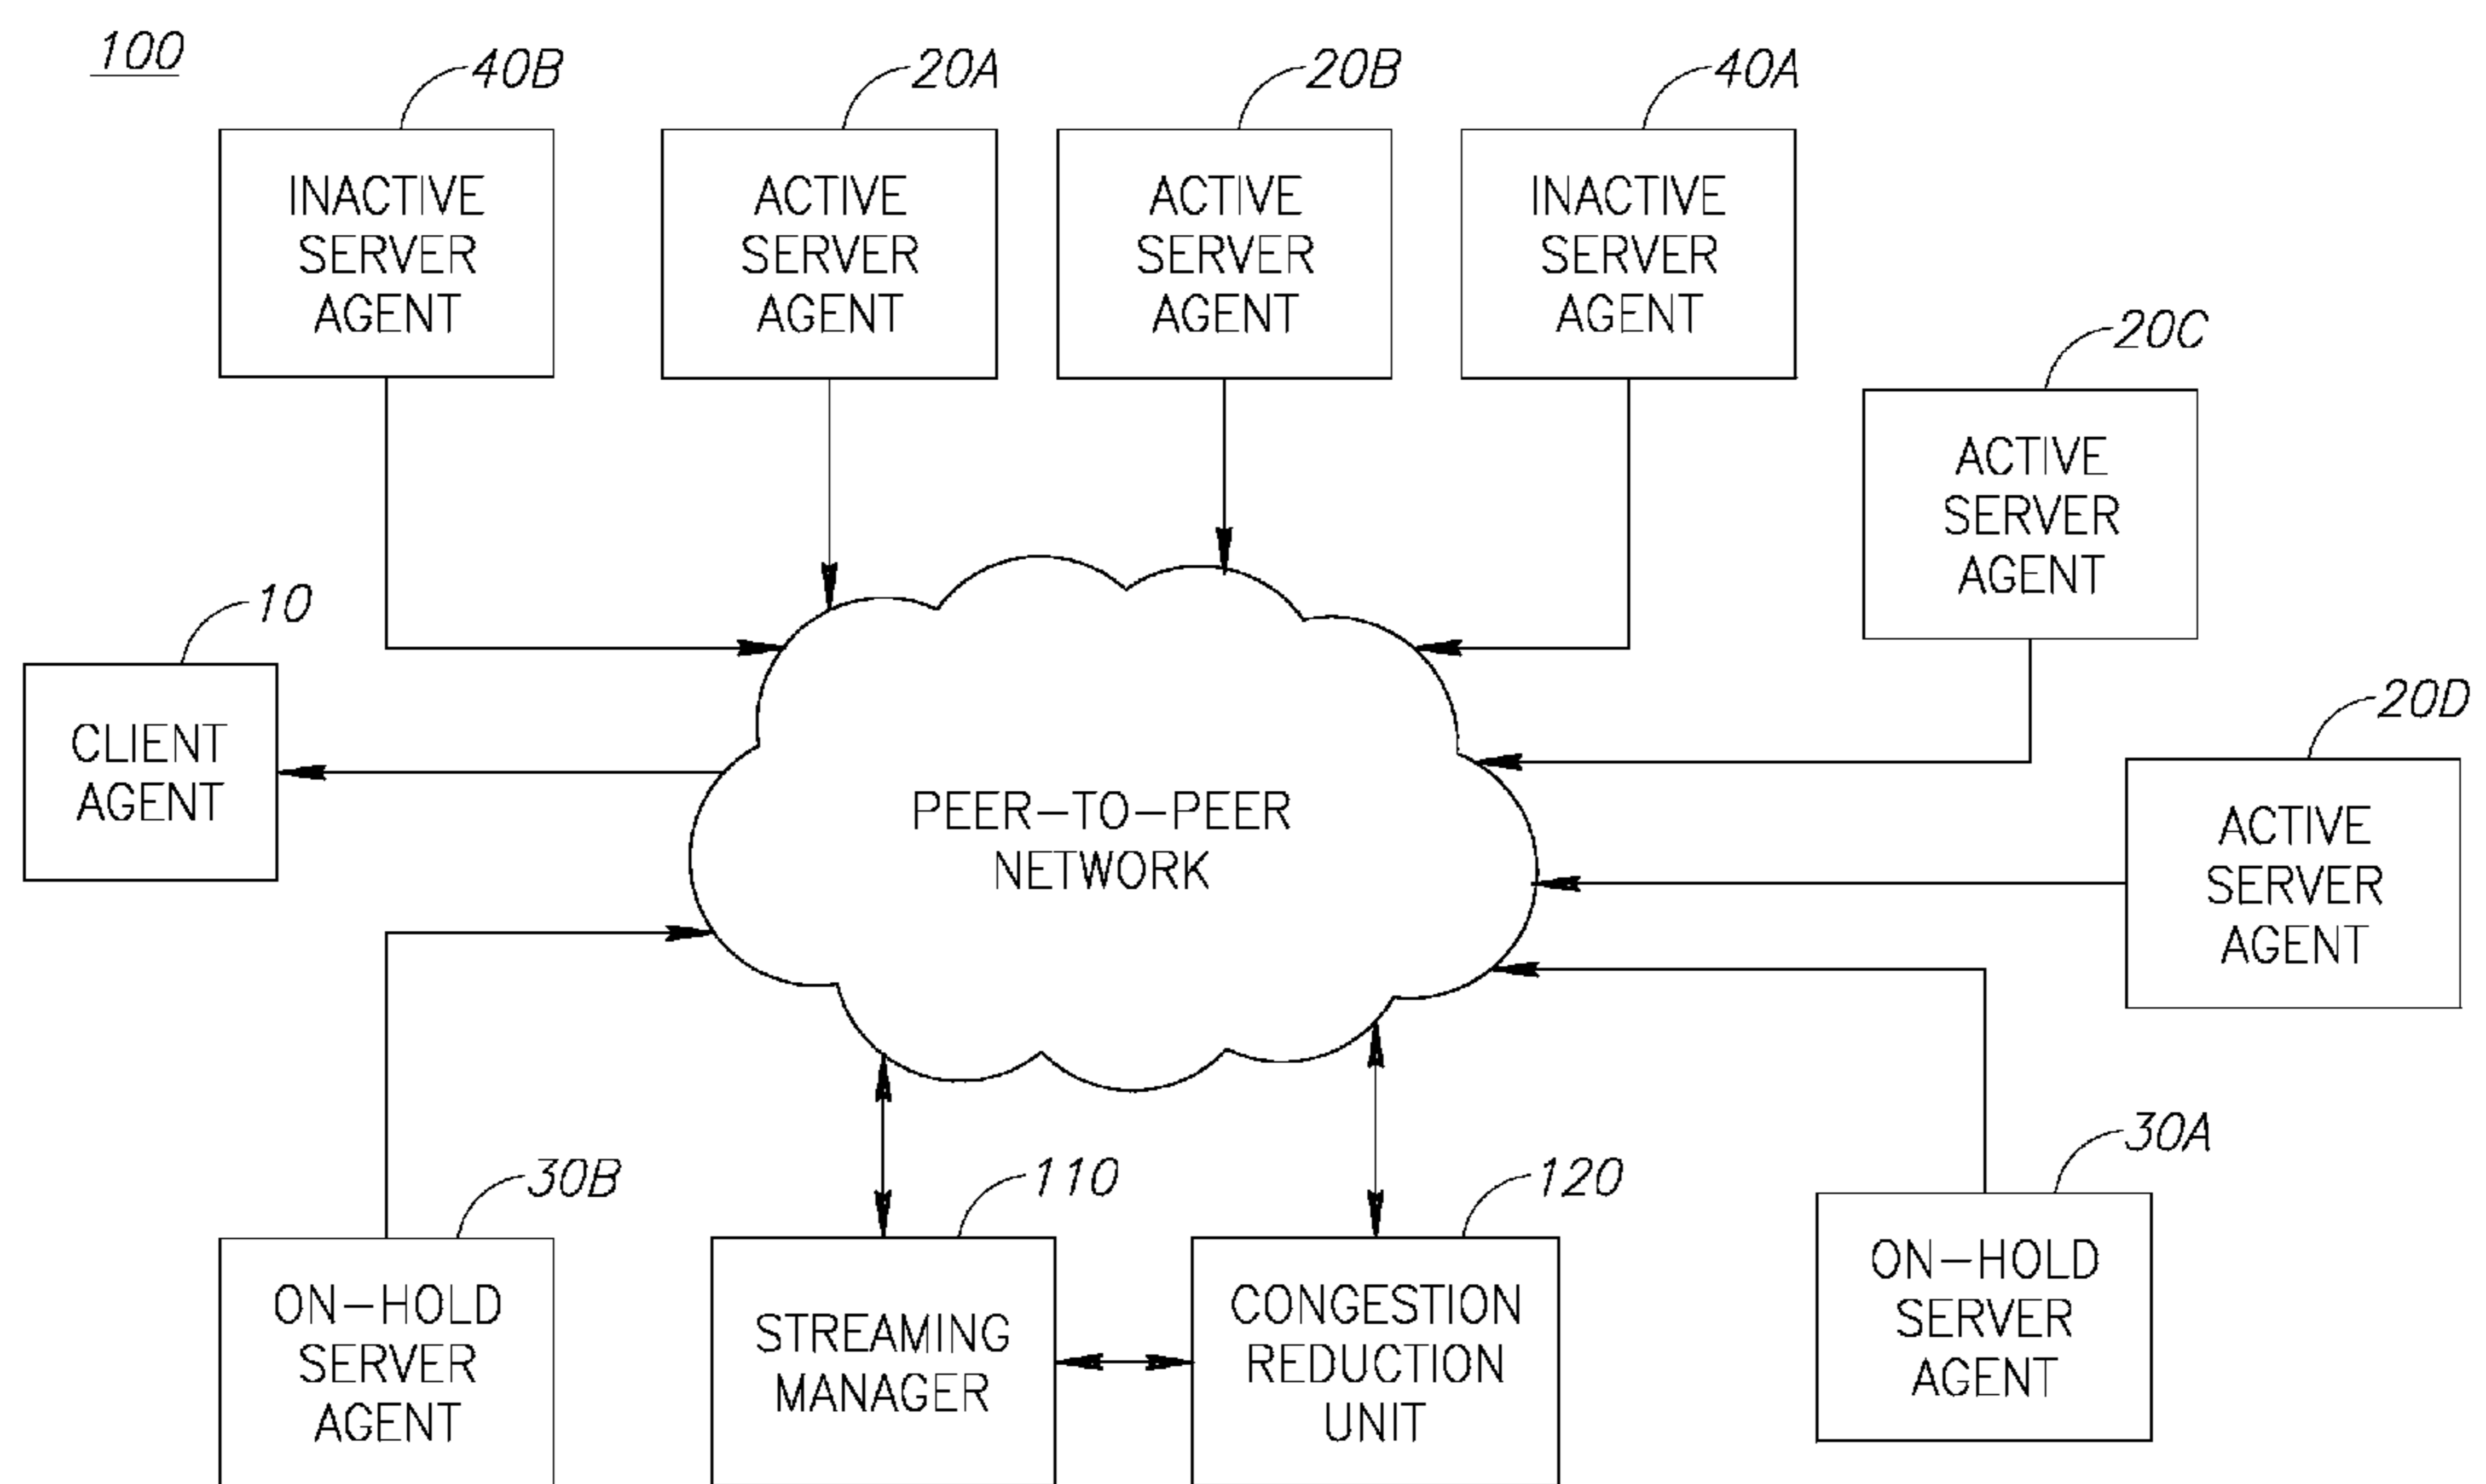 100
40B
20A
20B
40A
INACTIVE
SERVER
AGENT
ACTIVE
SERVER
AGENT
ACTIVE
SERVER
AGENT
INACTIVE
SERVER
AGENT
20C
ACTIVE
SERVER
AGENT
10
CLIENT
AGENT
20D
ACTIVE
SERVER
AGENT
PEER-TO-PEER
NETWORK
30B
ON-HOLD
SERVER
AGENT
110
STREAMING
MANAGER
120
CONGESTION
REDUCTION
UNIT
30A
ON-HOLD
SERVER
AGENT